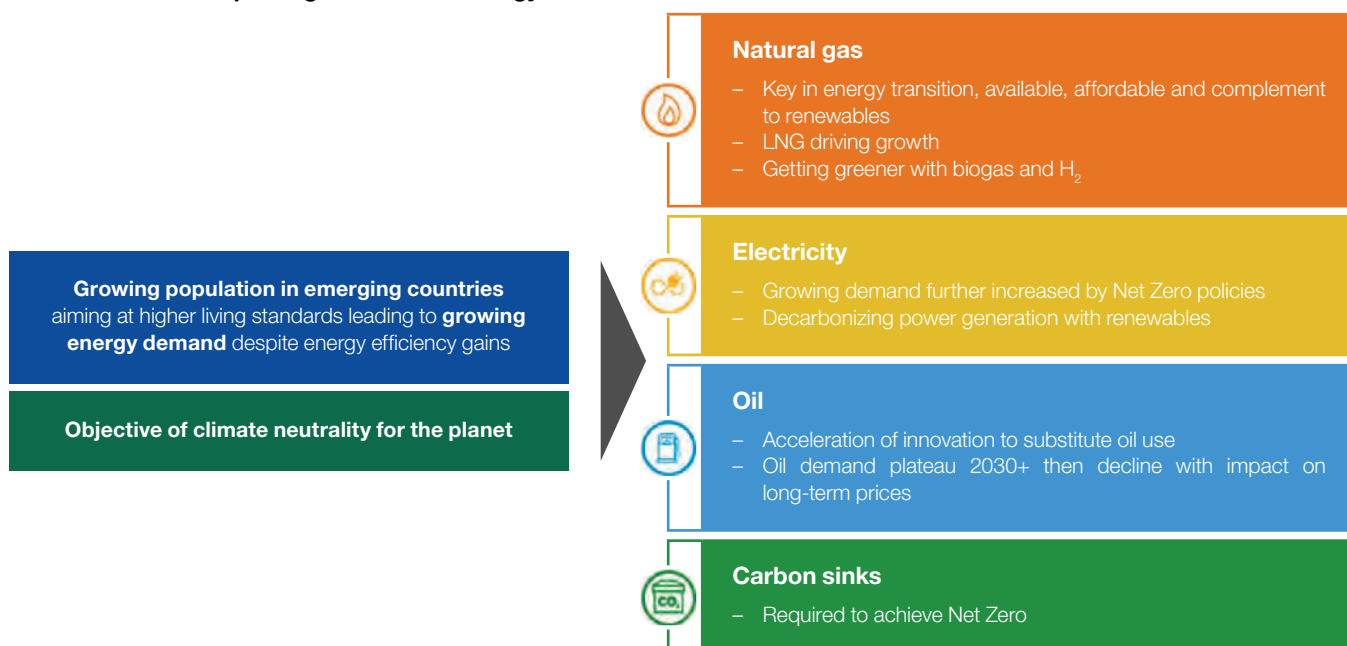 Growing population in emerging countries
aiming at higher living standards leading to growing
energy demand despite energy efficiency gains
Objective of climate neutrality for the planet
Natural gas
– Key in energy transition, available, affordable and complement
to renewables
– LNG driving growth
– Getting greener with biogas and H₂
Electricity
– Growing demand further increased by Net Zero policies
– Decarbonizing power generation with renewables
Oil
– Acceleration of innovation to substitute oil use
– Oil demand plateau 2030+ then decline with impact on
long-term prices
CO₂
Carbon sinks
– Required to achieve Net Zero